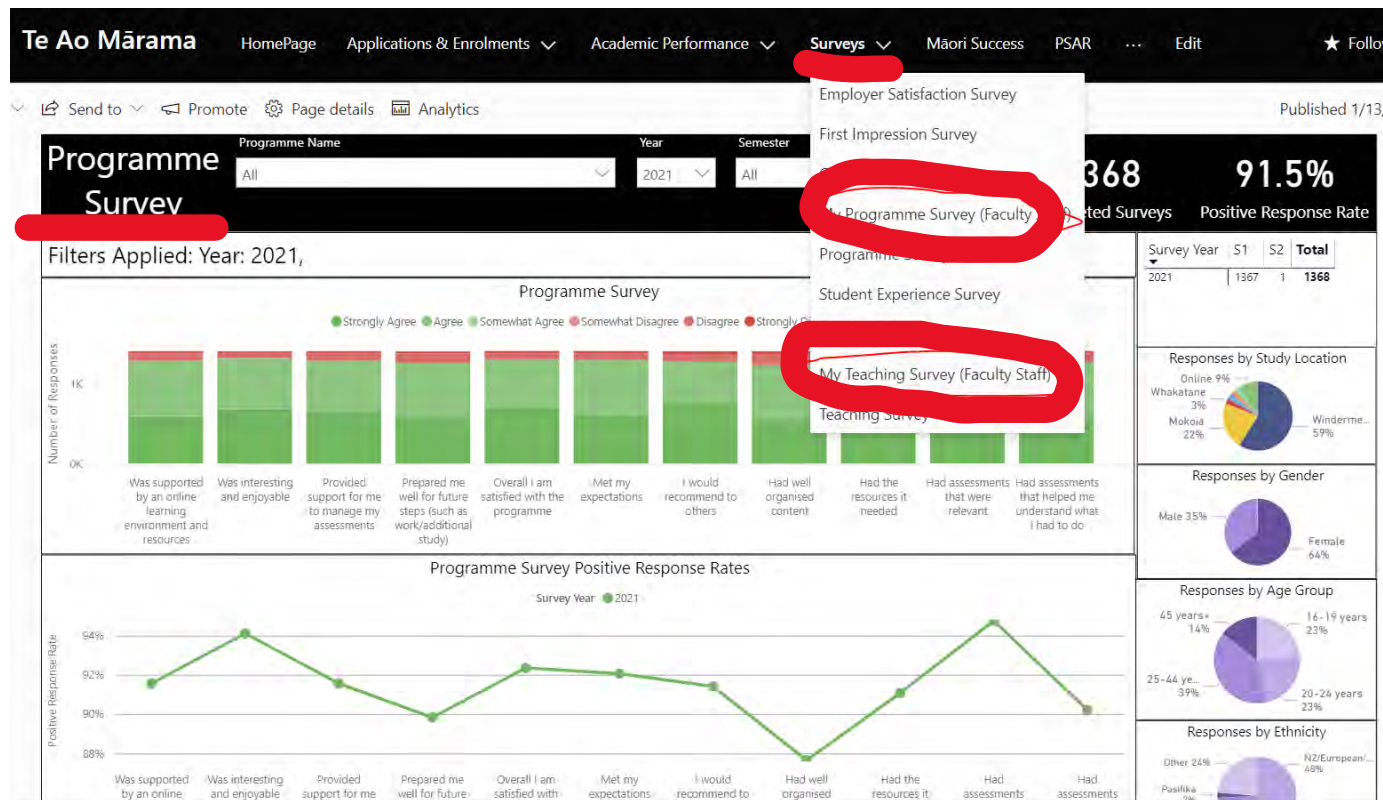 Te Ao Mārama HomePage Applications & Enrolments Academic Performance Surveys Māori Success PSAR ... Edit Follo
Send to Promote Page details Analytics Published 1/13/
Employer Satisfaction Survey
First Impression Survey
My Programme Survey (Faculty
Programme
Student Experience Survey
My Teaching Survey (Faculty Staff)
Teaching Survey
Programme
Survey
Programme Name
All
Year
2021
Semester
All
368
ted Surveys
91.5%
Positive Response Rate
Filters Applied: Year: 2021,
Survey Year S1 S2 Total
2021 1367 1 1368
Programme Survey
Strongly Agree Agree Somewhat Agree Somewhat Disagree Disagree Strongly
Number of Responses
1K
0K
Was supported
by an online
learning
environment and
resources
Was interesting
and enjoyable
Provided
support for me
to manage my
assessments
Prepared me
well for future
steps (such as
work/additional
study)
Overall I am
satisfied with the
programme
Met my
expectations
I would
recommend to
others
Had well
organised
content
Had the
resources it
needed
Had assessments
that were
relevant
Had assessments
that helped me
understand what
I had to do
Responses by Study Location
Online 9%
Whakatane
3%
Mokoia
22%
Winderme...
59%
Responses by Gender
Male 35%
Female
64%
Programme Survey Positive Response Rates
Survey Year 2021
Positive Response Rate
94%
92%
90%
88%
Was supported
by an online
Was interesting
and enjoyable
Provided
support for me
Prepared me
well for future
Overall I am
satisfied with
Met my
expectations
I would
recommend to
Had well
organised
Had the
resources it
Had
assessments
Had
assessments
Responses by Age Group
45 years+
14%
16-19 years
23%
25-44 ye...
39%
20-24 years
23%
Responses by Ethnicity
Other 24%
NZ/European/...
48%
Pasifika